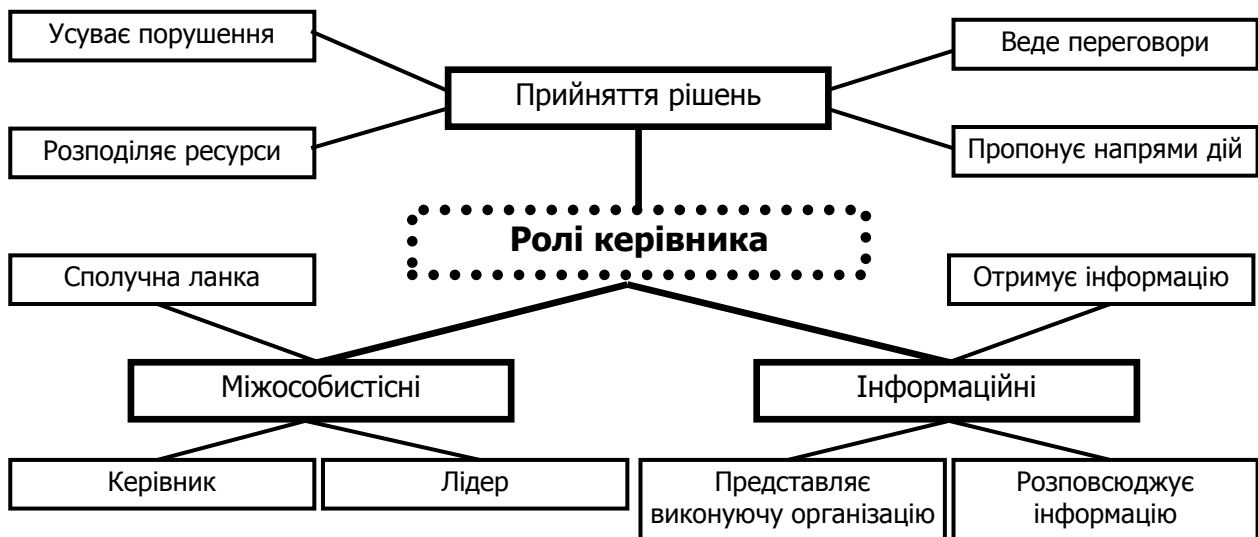 Усуває порушення
Веде переговори
Прийняття рішень
Розподіляє ресурси
Пропонує напрями дій
Ролі керівника
Сполучна ланка
Отримує інформацію
Міжособистісні
Інформаційні
Керівник
Лідер
Представляє
виконуючу організацію
Розповсюджує
інформацію